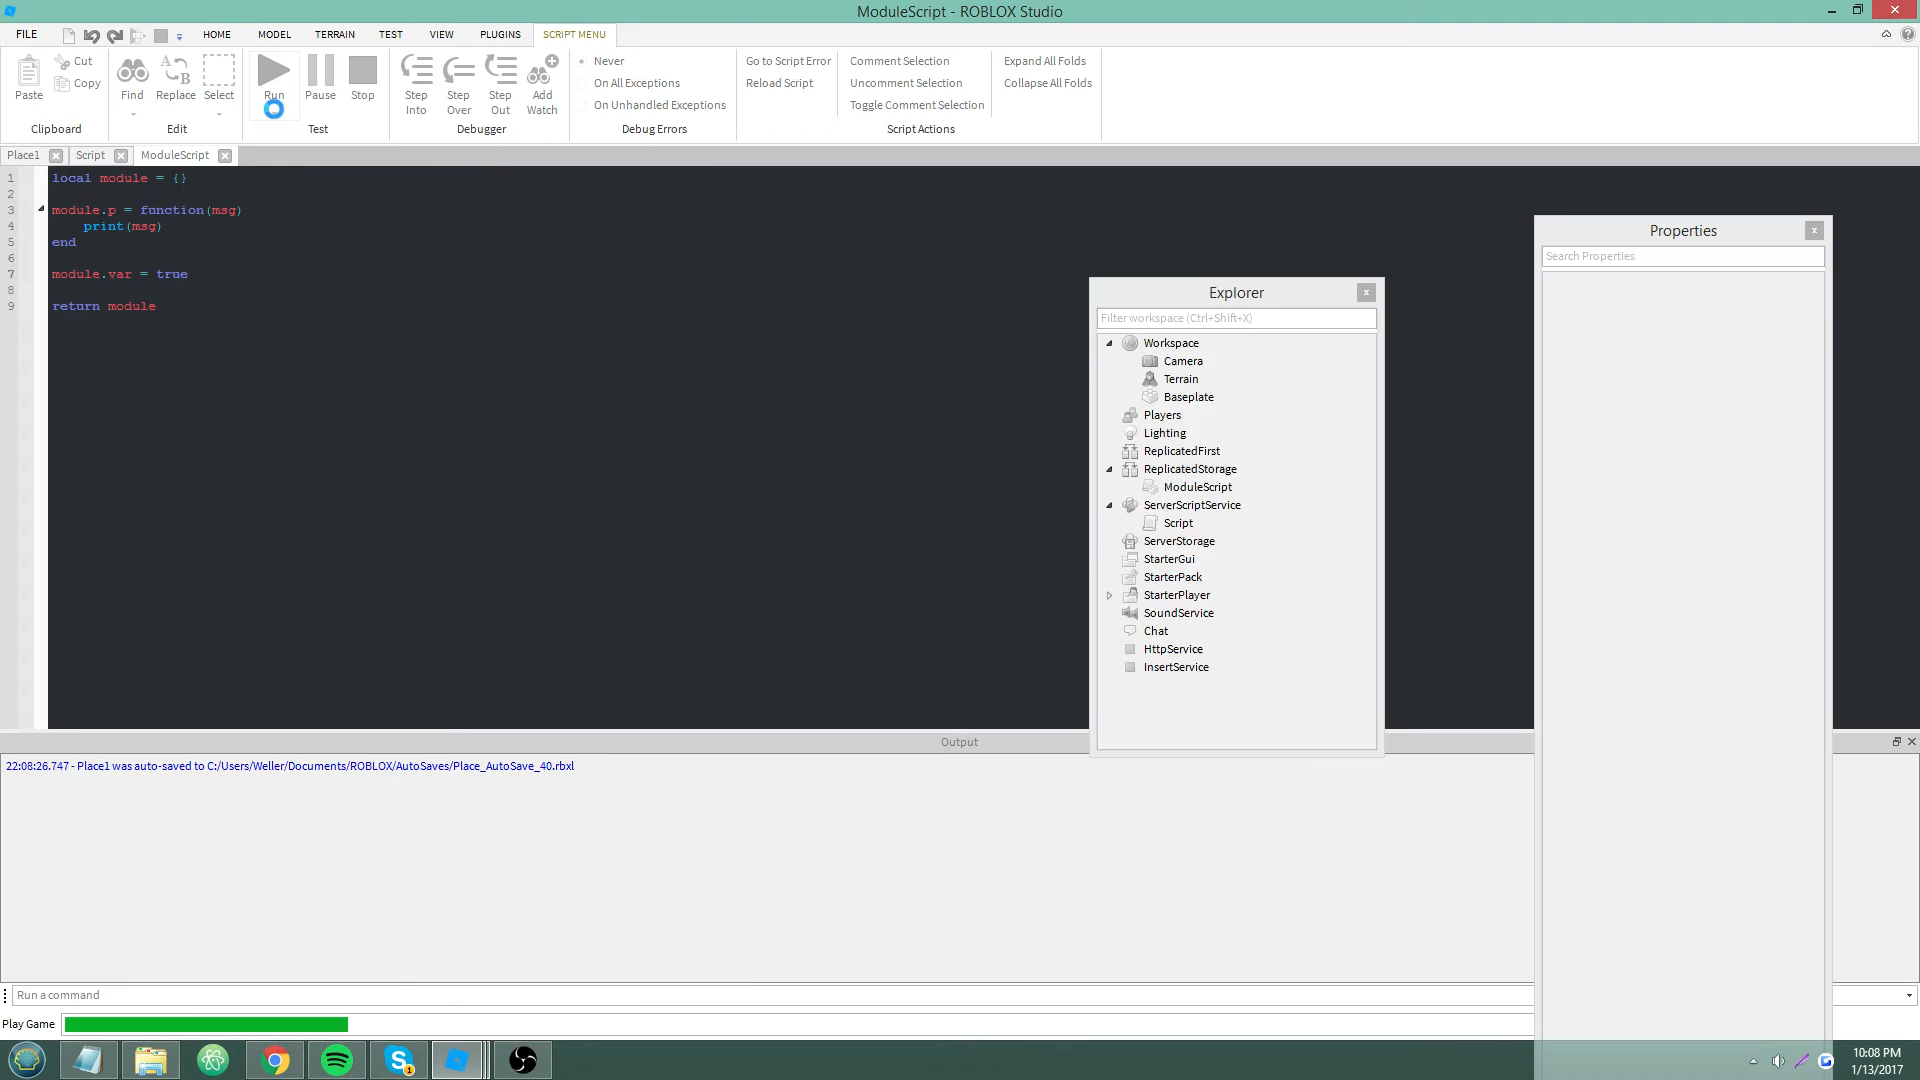 ModuleScript - ROBLOX Studio
FILE
HOME
MODEL
TERRAIN
TEST
VIEW
PLUGINS
SCRIPT MENU
Paste
Cut
Copy
Clipboard
Find
Replace
Select
Edit
Run
Pause
Stop
Test
Step Into
Step Over
Step Out
Add Watch
Debugger
Never
On All Exceptions
On Unhandled Exceptions
Debug Errors
Go to Script Error
Reload Script
Comment Selection
Uncomment Selection
Toggle Comment Selection
Expand All Folds
Collapse All Folds
Script Actions
Place1
Script
ModuleScript
1 local module = {}
2
3 module.p = function(msg)
4 print(msg)
5 end
6
7 module.var = true
8
9 return module
Explorer
Filter workspace (Ctrl+Shift+X)
Workspace
Camera
Terrain
Baseplate
Players
Lighting
ReplicatedFirst
ReplicatedStorage
ModuleScript
ServerScriptService
Script
ServerStorage
StarterGui
StarterPack
StarterPlayer
SoundService
Chat
HttpService
InsertService
Properties
Search Properties
Output
22:08:26.747 - Place1 was auto-saved to C:/Users/Weller/Documents/ROBLOX/AutoSaves/Place_AutoSave_40.rbxl
Run a command
Play Game
10:08 PM
1/13/2017